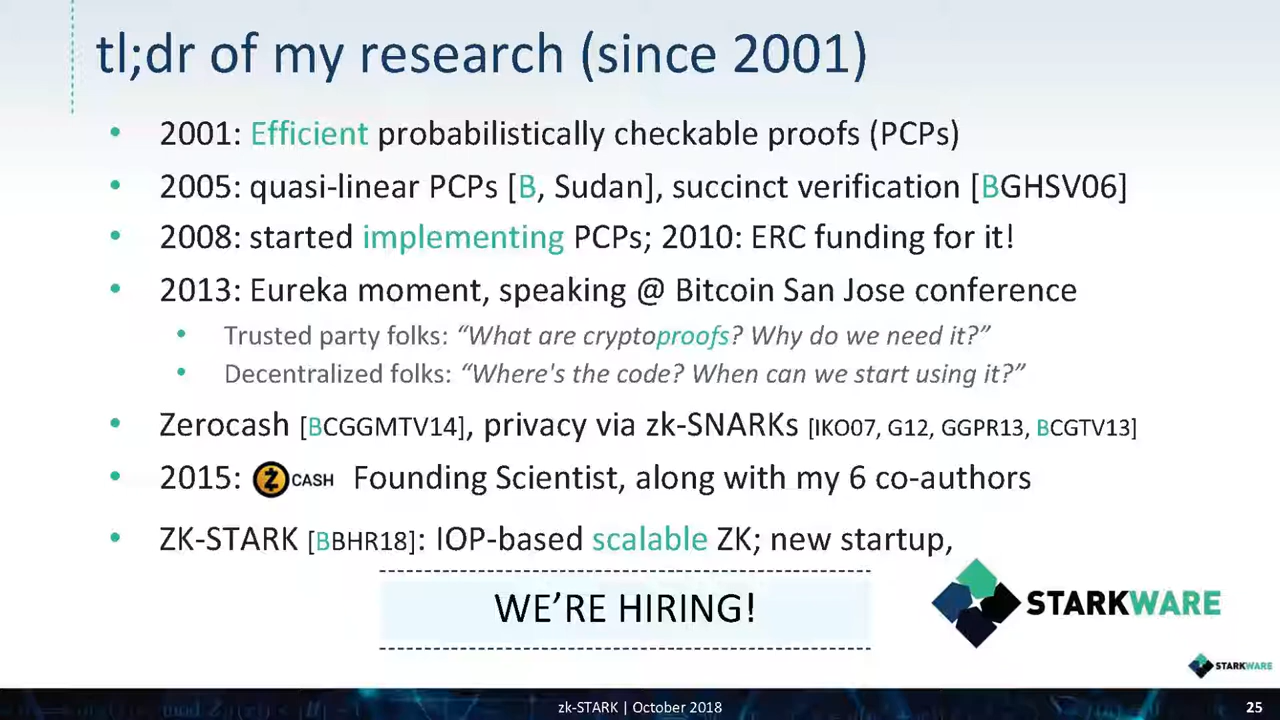 tl;dr of my research (since 2001)
• 2001: Efficient probabilistically checkable proofs (PCPs)
• 2005: quasi-linear PCPs [B, Sudan], succinct verification [BGHSV06]
• 2008: started implementing PCPs; 2010: ERC funding for it!
• 2013: Eureka moment, speaking @ Bitcoin San Jose conference
• Trusted party folks: “What are cryptoproofs? Why do we need it?”
• Decentralized folks: “Where's the code? When can we start using it?”
• Zerocash [BCGGMTV14], privacy via zk-SNARKs [IKO07, G12, GGPR13, BCGTV13]
• 2015: CASH Founding Scientist, along with my 6 co-authors
• ZK-STARK [BBHR18]: IOP-based scalable ZK; new startup,
WE’RE HIRING!
STARKWARE
STARKWARE
zk-STARK | October 2018
25